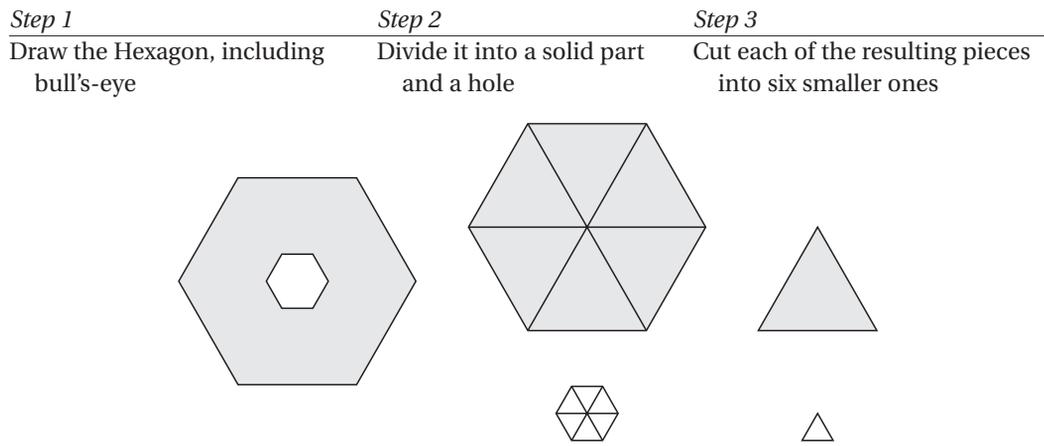 Step 1 Step 2 Step 3
Draw the Hexagon, including Divide it into a solid part Cut each of the resulting pieces
bull's-eye and a hole into six smaller ones